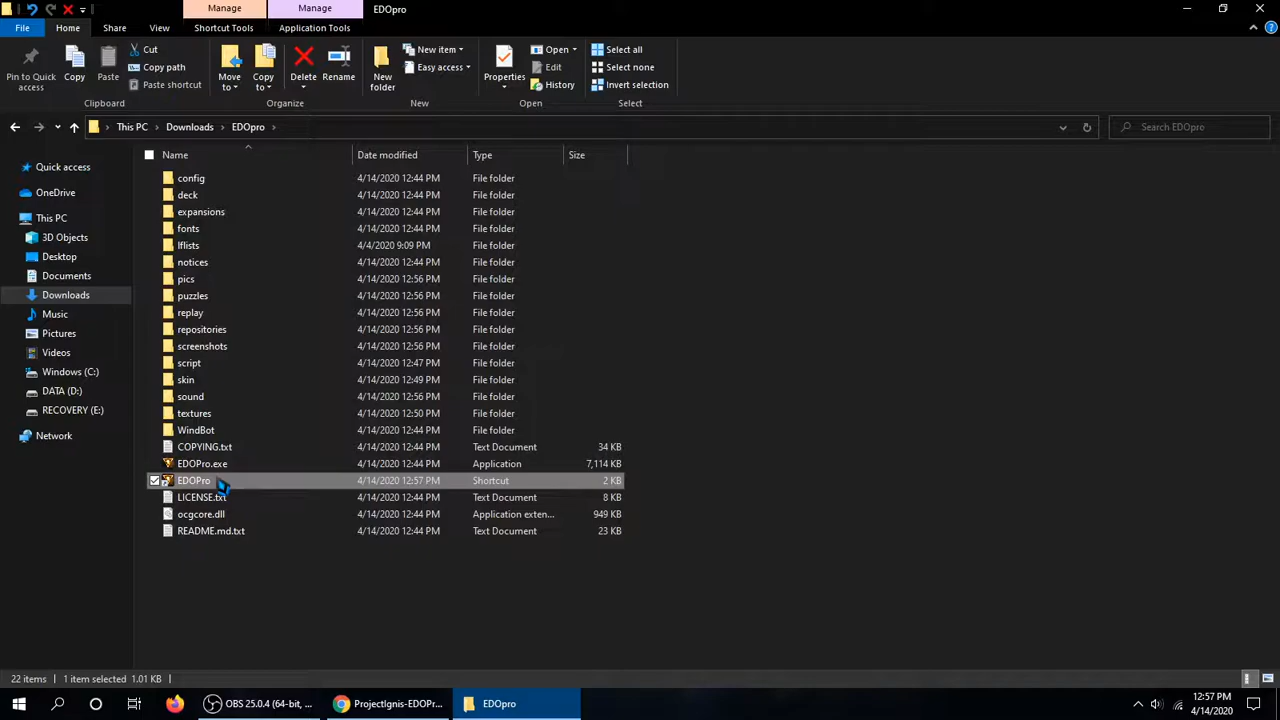 Manage
Manage
EDOpro
File
Home
Share
View
Shortcut Tools
Application Tools
Pin to Quick access
Copy
Paste
Cut
Copy path
Paste shortcut
Clipboard
Move to
Copy to
Delete
Rename
Organize
New folder
New item
Easy access
New
Properties
Open
Edit
History
Open
Select all
Select none
Invert selection
Select
This PC
Downloads
EDOpro
Search EDOpro
Quick access
OneDrive
This PC
3D Objects
Desktop
Documents
Downloads
Music
Pictures
Videos
Windows (C:)
DATA (D:)
RECOVERY (E:)
Network
Name Date modified Type Size
config 4/14/2020 12:44 PM File folder
deck 4/14/2020 12:44 PM File folder
expansions 4/14/2020 12:44 PM File folder
fonts 4/14/2020 12:44 PM File folder
lflists 4/4/2020 9:09 PM File folder
notices 4/14/2020 12:44 PM File folder
pics 4/14/2020 12:56 PM File folder
puzzles 4/14/2020 12:56 PM File folder
replay 4/14/2020 12:56 PM File folder
repositories 4/14/2020 12:56 PM File folder
screenshots 4/14/2020 12:56 PM File folder
script 4/14/2020 12:47 PM File folder
skin 4/14/2020 12:49 PM File folder
sound 4/14/2020 12:56 PM File folder
textures 4/14/2020 12:50 PM File folder
WindBot 4/14/2020 12:44 PM File folder
COPYING.txt 4/14/2020 12:44 PM Text Document 34 KB
EDOPro.exe 4/14/2020 12:44 PM Application 7,114 KB
EDOPro 4/14/2020 12:57 PM Shortcut 2 KB
LICENSE.txt 4/14/2020 12:44 PM Text Document 8 KB
ocgcore.dll 4/14/2020 12:44 PM Application exten... 949 KB
README.md.txt 4/14/2020 12:44 PM Text Document 23 KB
22 items 1 item selected 1.01 KB
OBS 25.0.4 (64-bit, ...
ProjectIgnis-EDOPr...
EDOpro
12:57 PM
4/14/2020